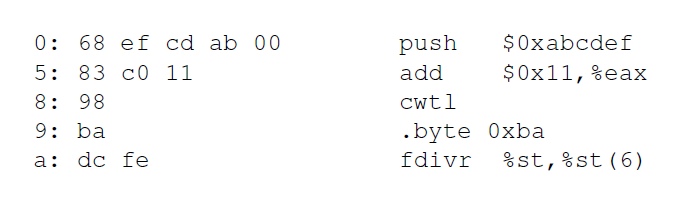 0: 68 ef cd ab 00 push $0xabcdef
5: 83 c0 11 add $0x11,%eax
8: 98 cwtl
9: ba .byte 0xba
a: dc fe fdivr %st,%st(6)